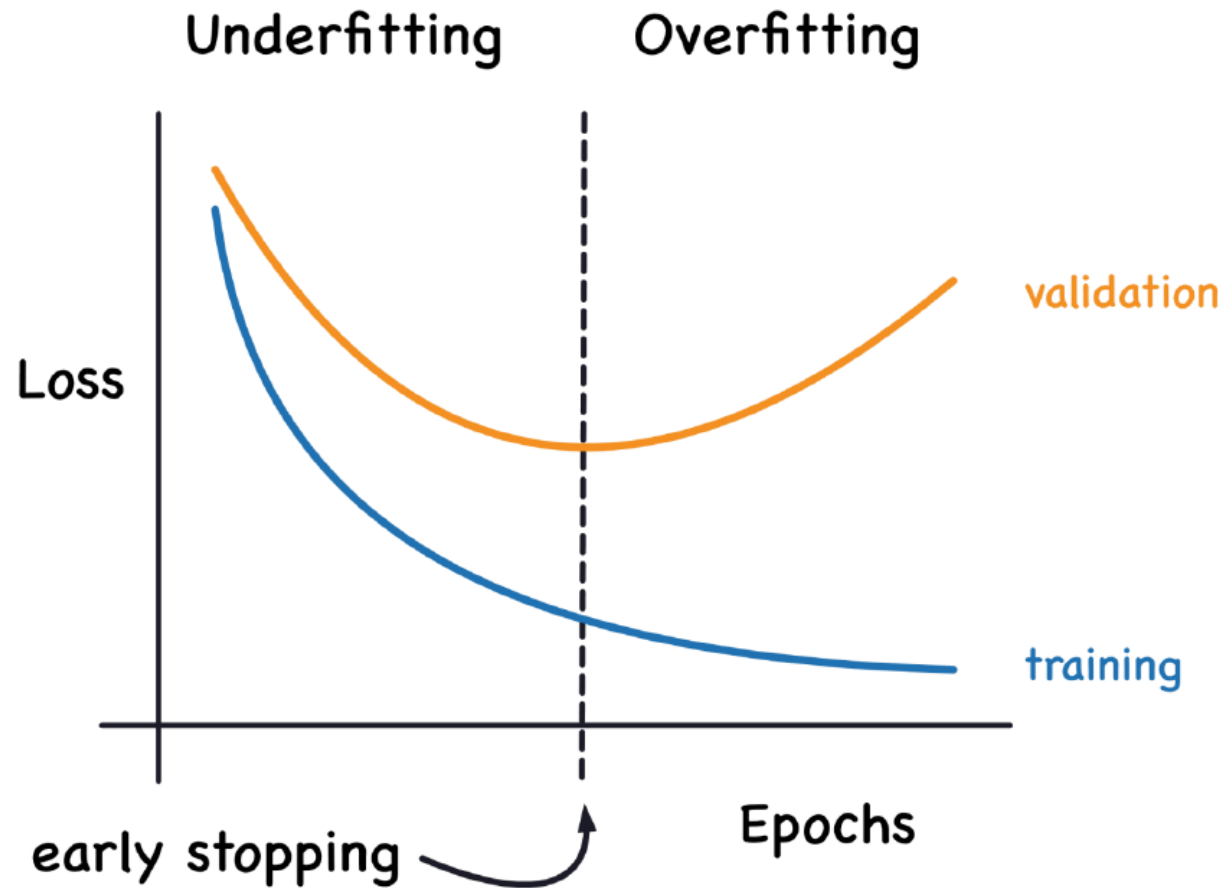 Underfitting
Overfitting
validation
Loss
training
Epochs
early stopping